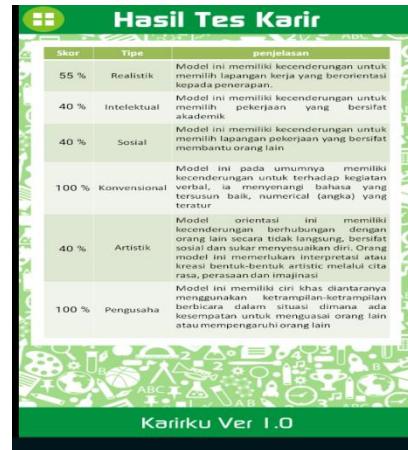 Hasil Tes Karir
Skor Tipe penjelasan
55 % Realistik Model ini memiliki kecenderungan untuk
memilih lapangan kerja yang berorientasi
kepada penerapan.
40 % Intelektual Model ini memiliki kecenderungan untuk
memilih pekerjaan yang bersifat
akademik
40 % Sosial Model ini memiliki kecenderungan untuk
memilih lapangan pekerjaan yang bersifat
membantu orang lain
100 % Konvensional Model ini pada umumnya memiliki
kecenderungan untuk terhadap kegiatan
verbal, ia menyenangi bahasa yang
tersusun baik, numerical (angka) yang
teratur
40 % Artistik Model orientasi ini memiliki
kecenderungan berhubungan dengan
orang lain secara tidak langsung, bersifat
sosial dan sukar menyesuaikan diri. Orang
model ini memerlukan interpretasi atau
kreasi bentuk-bentuk artistic melalui cita
rasa, perasaan dan imajinasi
100 % Pengusaha Model ini memiliki ciri khas diantaranya
menggunakan ketrampilan-ketrampilan
berbicara dalam situasi dimana ada
kesempatan untuk menguasai orang lain
atau mempengaruhi orang lain
ABC
Karirku Ver 1.0